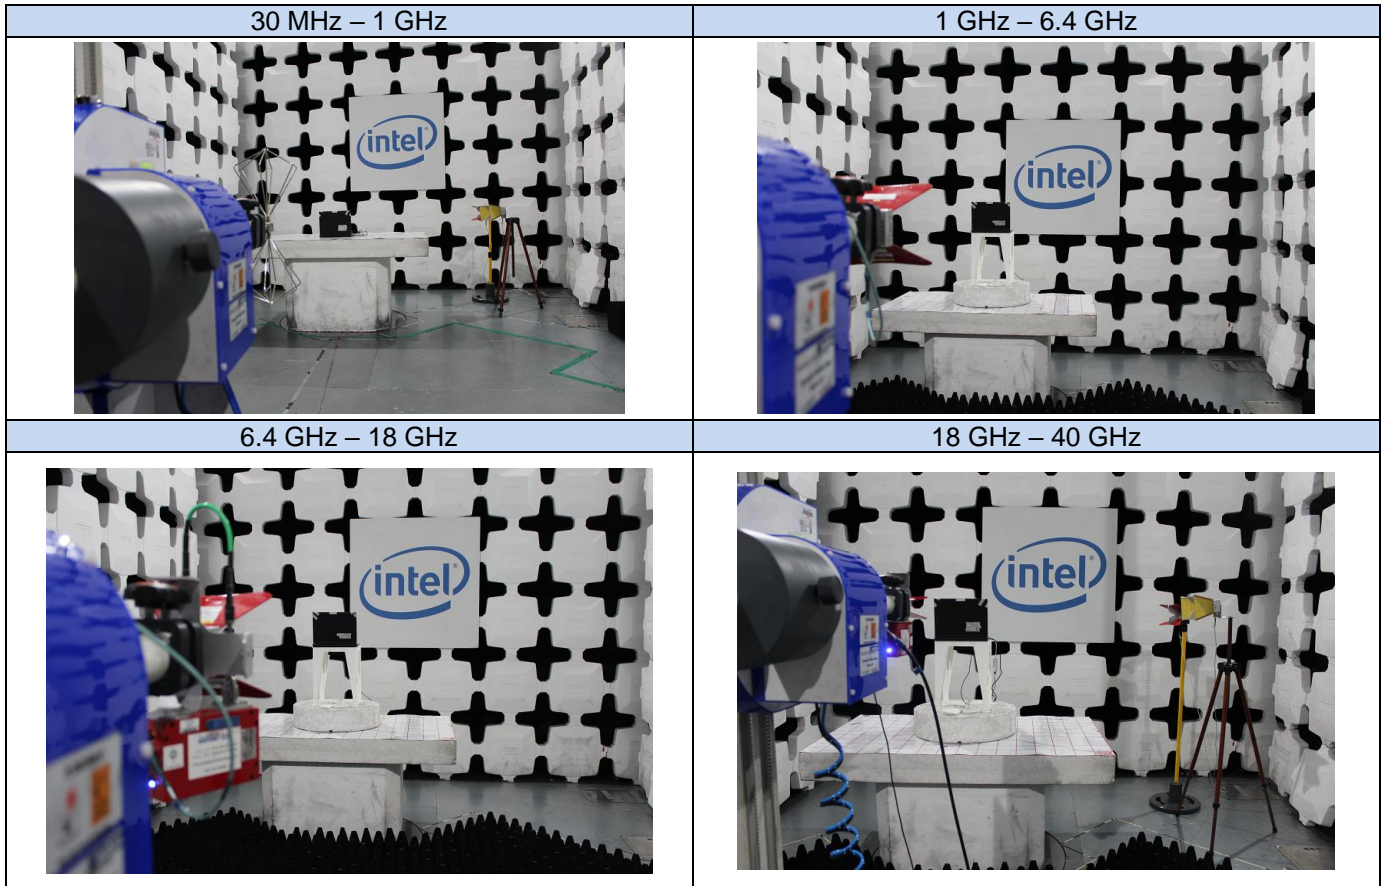 30 MHz – 1 GHz
1 GHz – 6.4 GHz
intel
intel
6.4 GHz – 18 GHz
18 GHz – 40 GHz
intel
intel